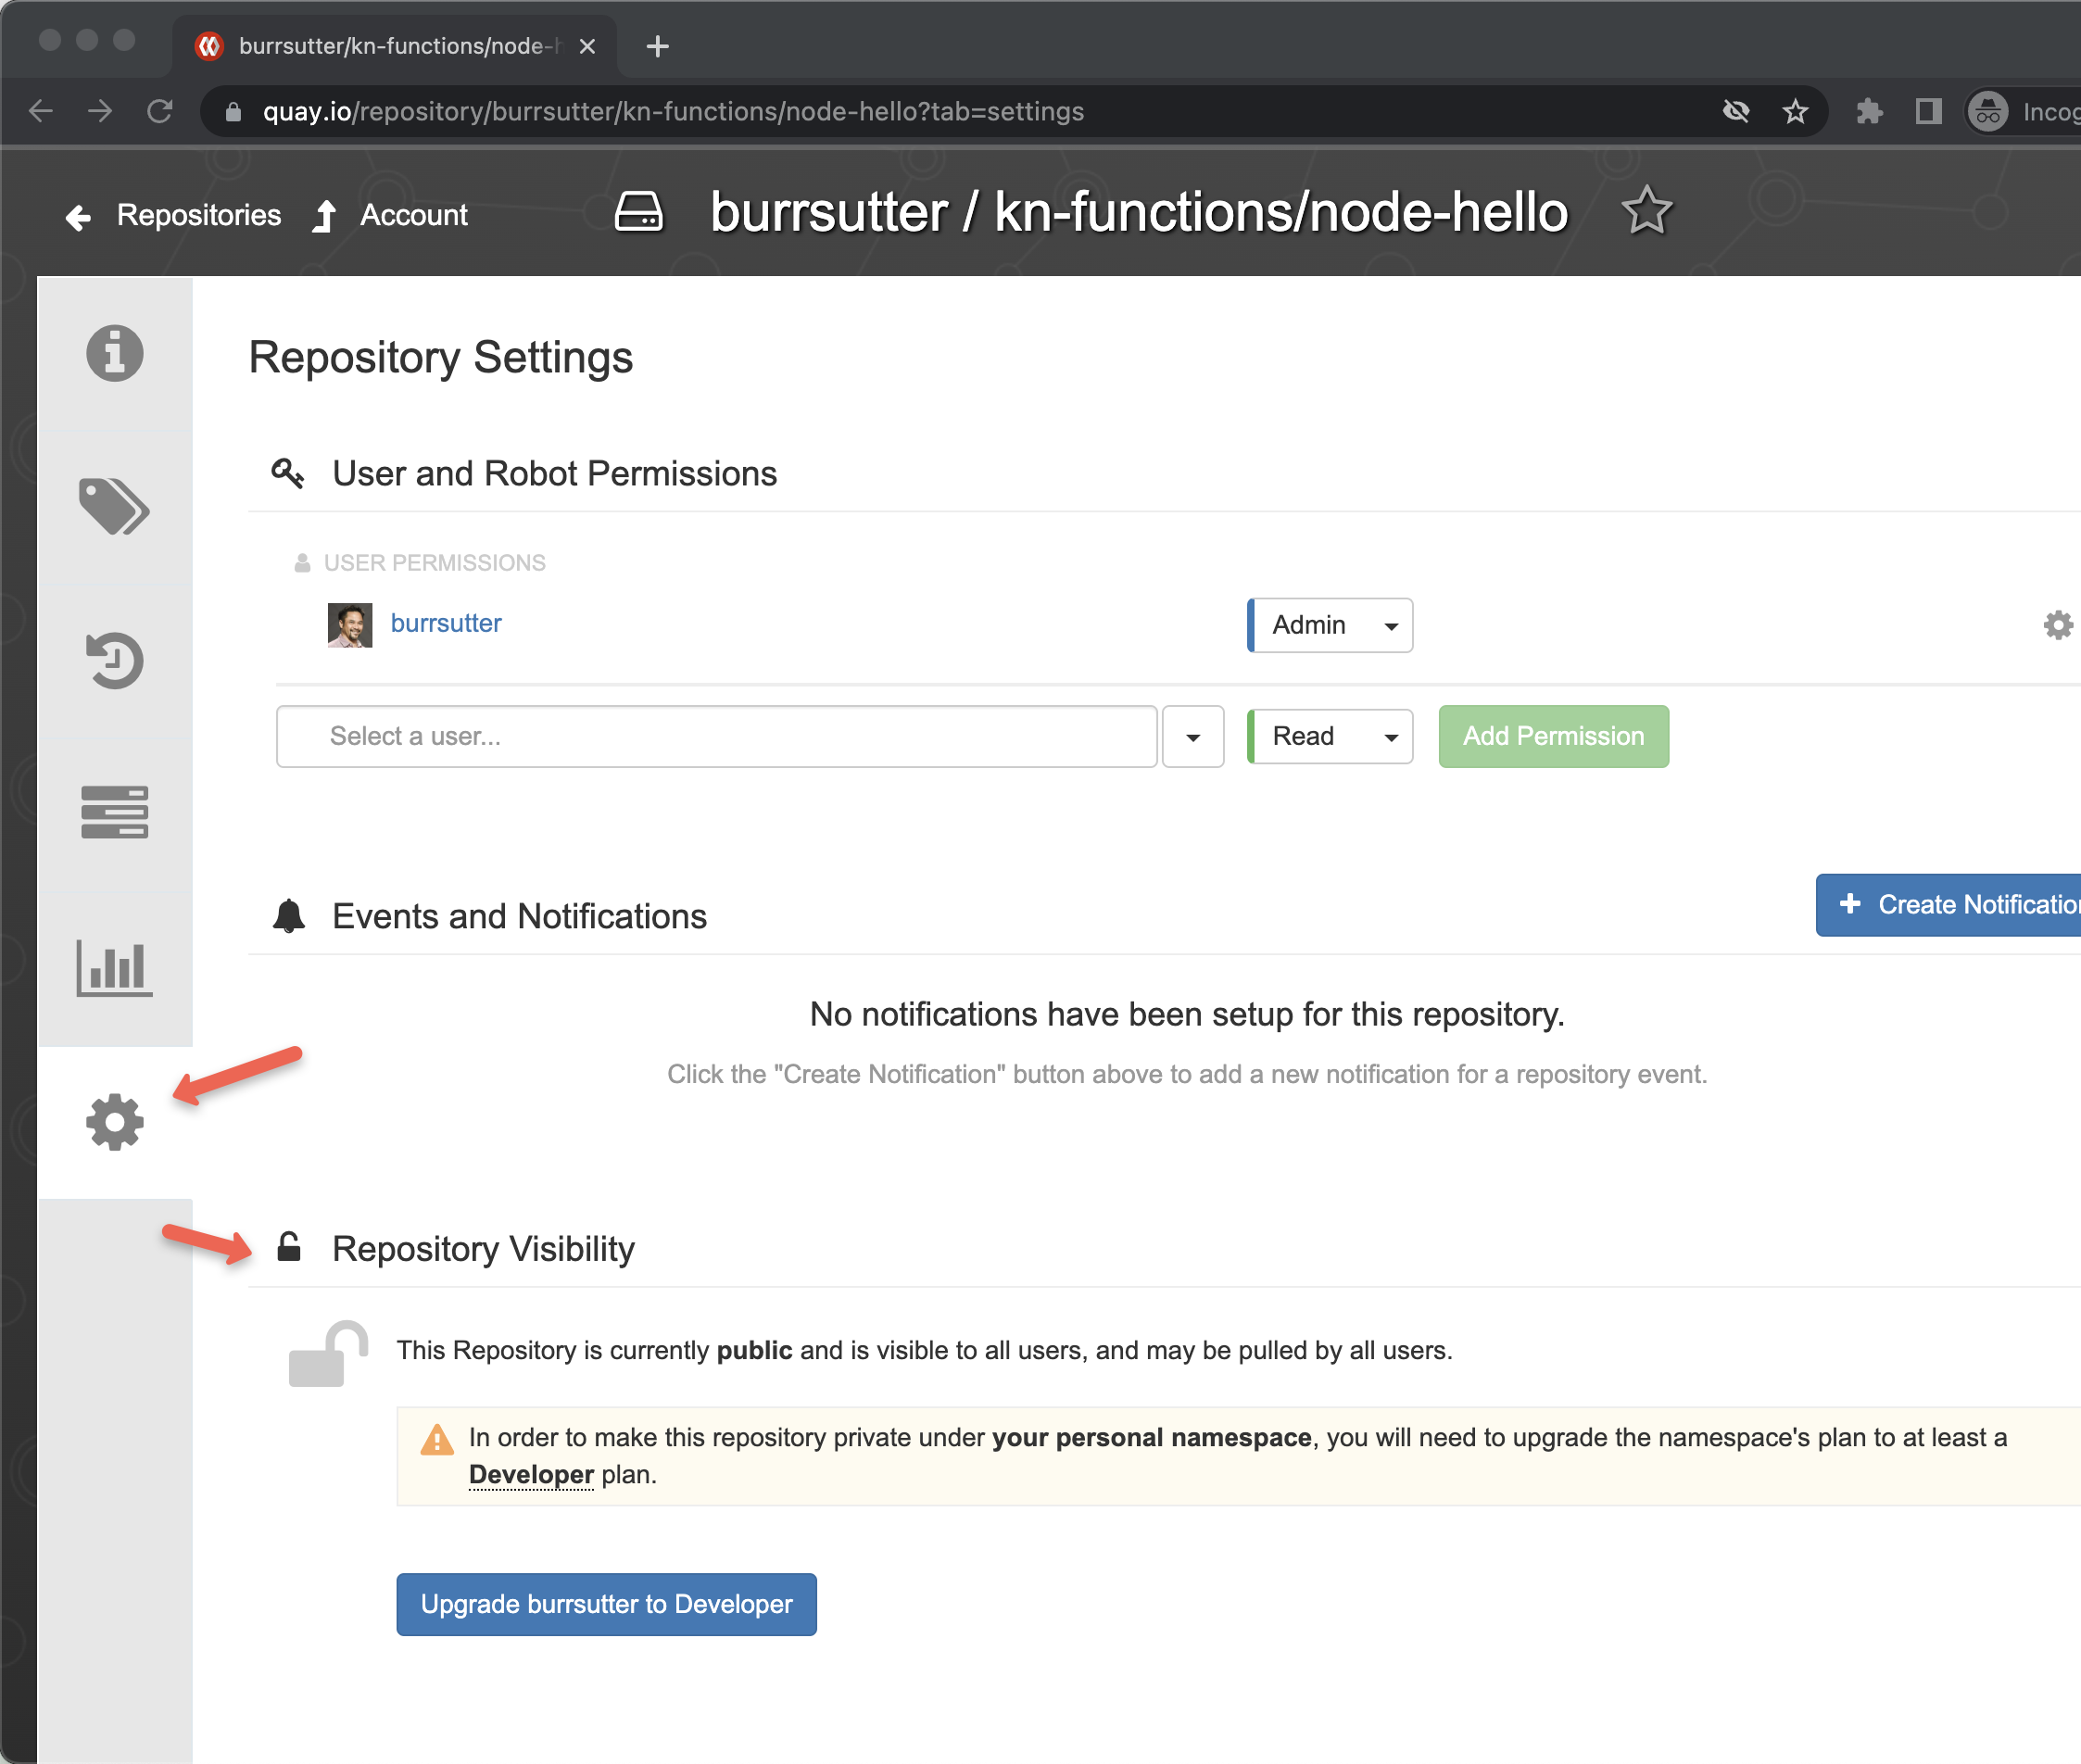 burrsutter/kn-functions/node-h
quay.io/repository/burrsutter/kn-functions/node-hello?tab=settings
Incog
Repositories
Account
burrsutter / kn-functions/node-hello
Repository Settings
User and Robot Permissions
USER PERMISSIONS
burrsutter
Admin
Select a user...
Read
Add Permission
Events and Notifications
Create Notification
No notifications have been setup for this repository.
Click the "Create Notification" button above to add a new notification for a repository event.
Repository Visibility
This Repository is currently public and is visible to all users, and may be pulled by all users.
In order to make this repository private under your personal namespace, you will need to upgrade the namespace's plan to at least a
Developer plan.
Upgrade burrsutter to Developer